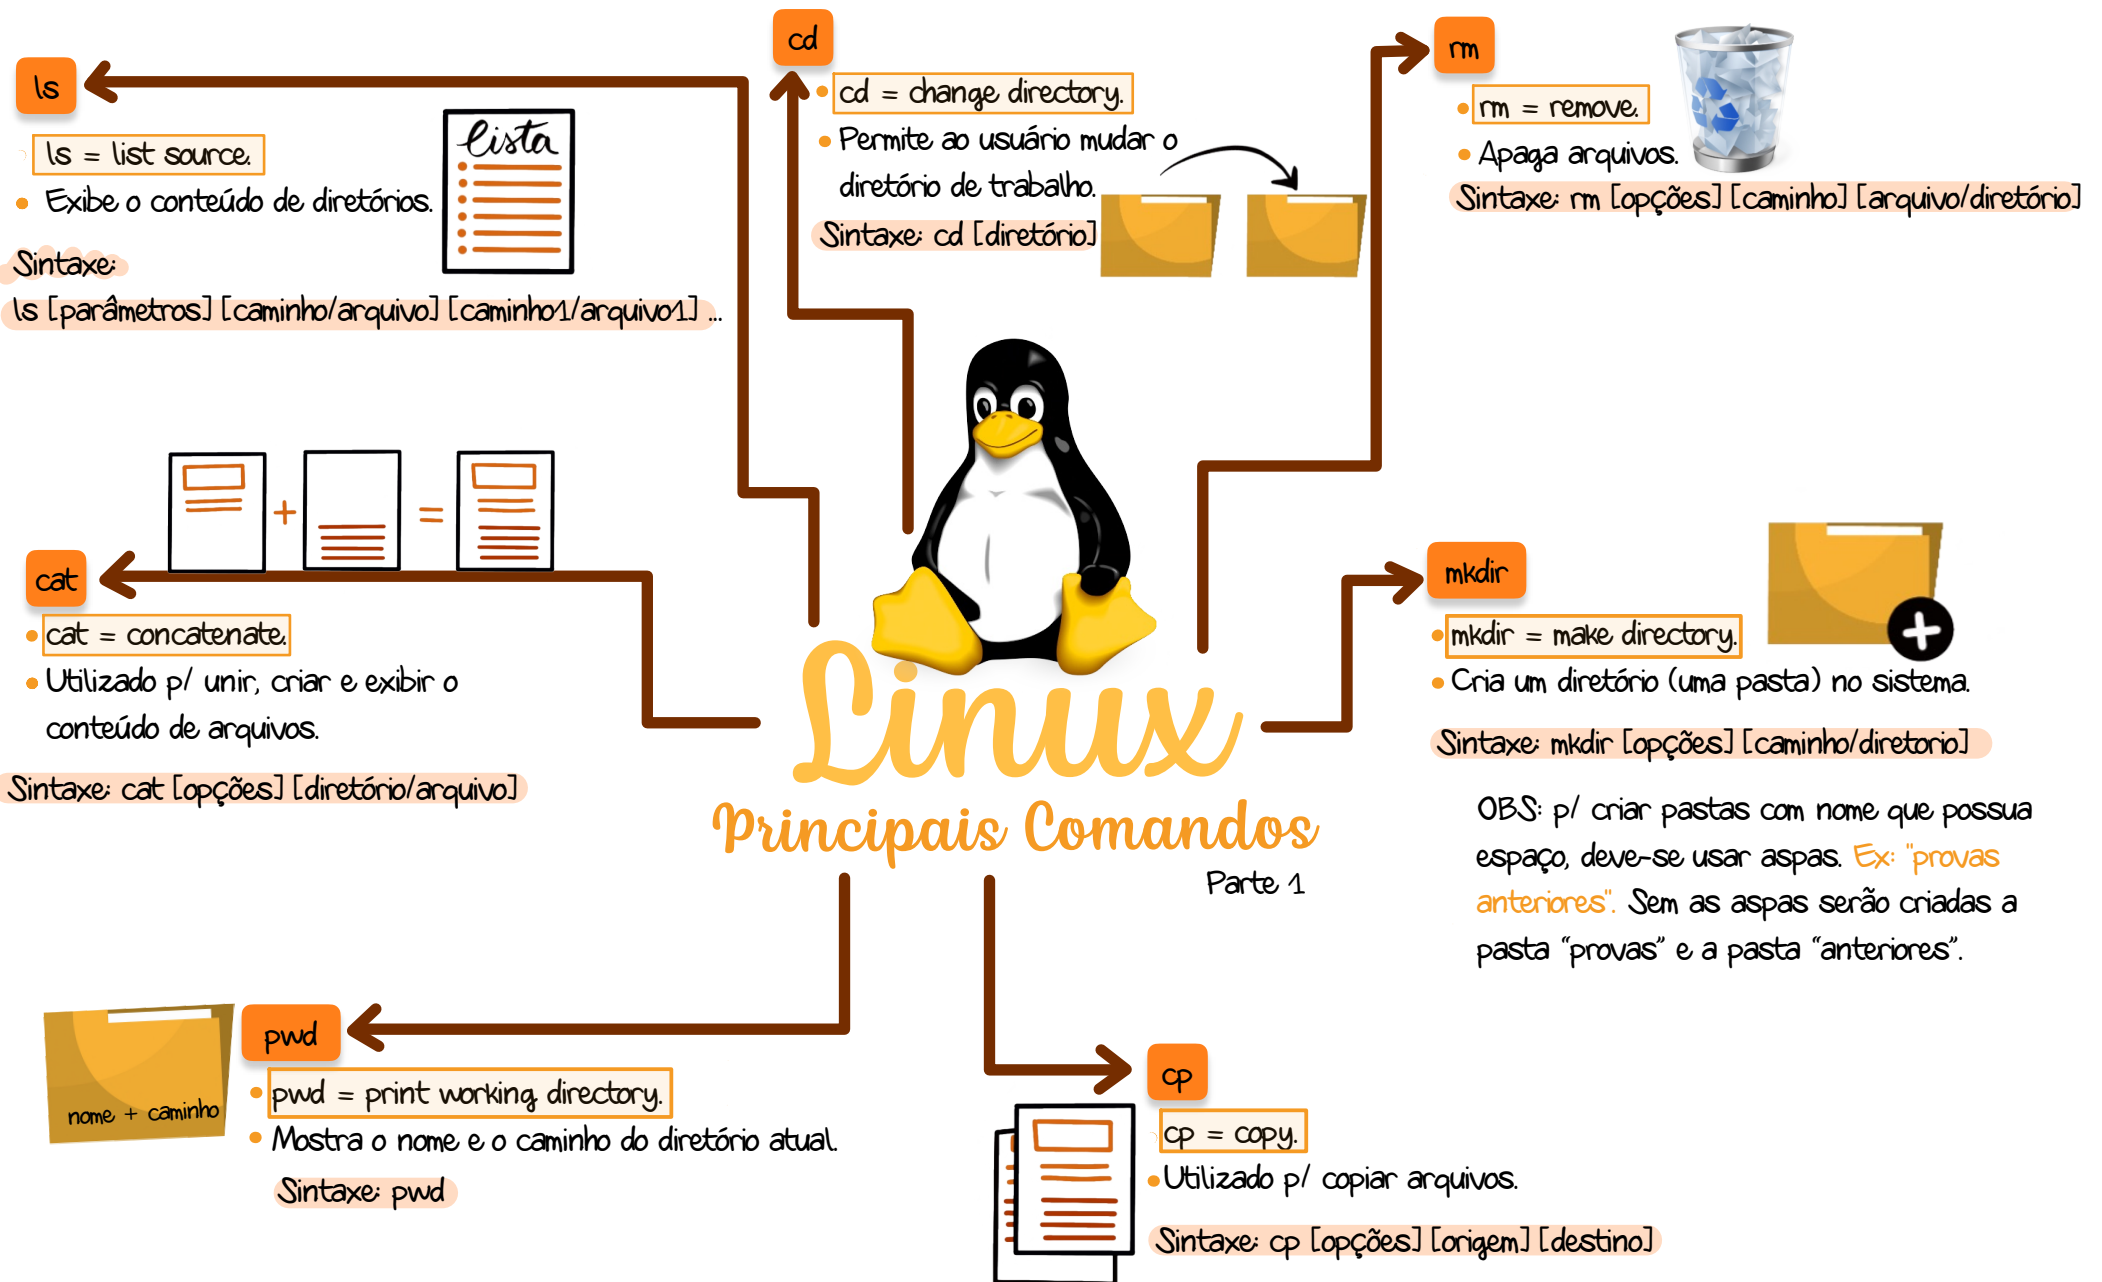 ls
ls = list source.
Exibe o conteúdo de diretórios.
Sintaxe:
ls [parâmetros] [caminho/arquivo] [caminho1/arquivo1] ...
lista
cd
cd = change directory.
Permite ao usuário mudar o
diretório de trabalho.
Sintaxe: cd [diretório]
rm
rm = remove.
Apaga arquivos.
Sintaxe: rm [opções] [caminho] [arquivo/diretório]
+ =
cat
cat = concatenate.
Utilizado p/ unir, criar e exibir o
conteúdo de arquivos.
Sintaxe: cat [opções] [diretório/arquivo]
Linux
Principais Comandos
Parte 1
mkdir
mkdir = make directory.
Cria um diretório (uma pasta) no sistema.
Sintaxe: mkdir [opções] [caminho/diretorio]
OBS: p/ criar pastas com nome que possua
espaço, deve-se usar aspas. Ex: "provas
anteriores". Sem as aspas serão criadas a
pasta “provas” e a pasta “anteriores”.
nome + caminho
pwd
pwd = print working directory.
Mostra o nome e o caminho do diretório atual.
Sintaxe: pwd
cp
cp = copy.
Utilizado p/ copiar arquivos.
Sintaxe: cp [opções] [origem] [destino]